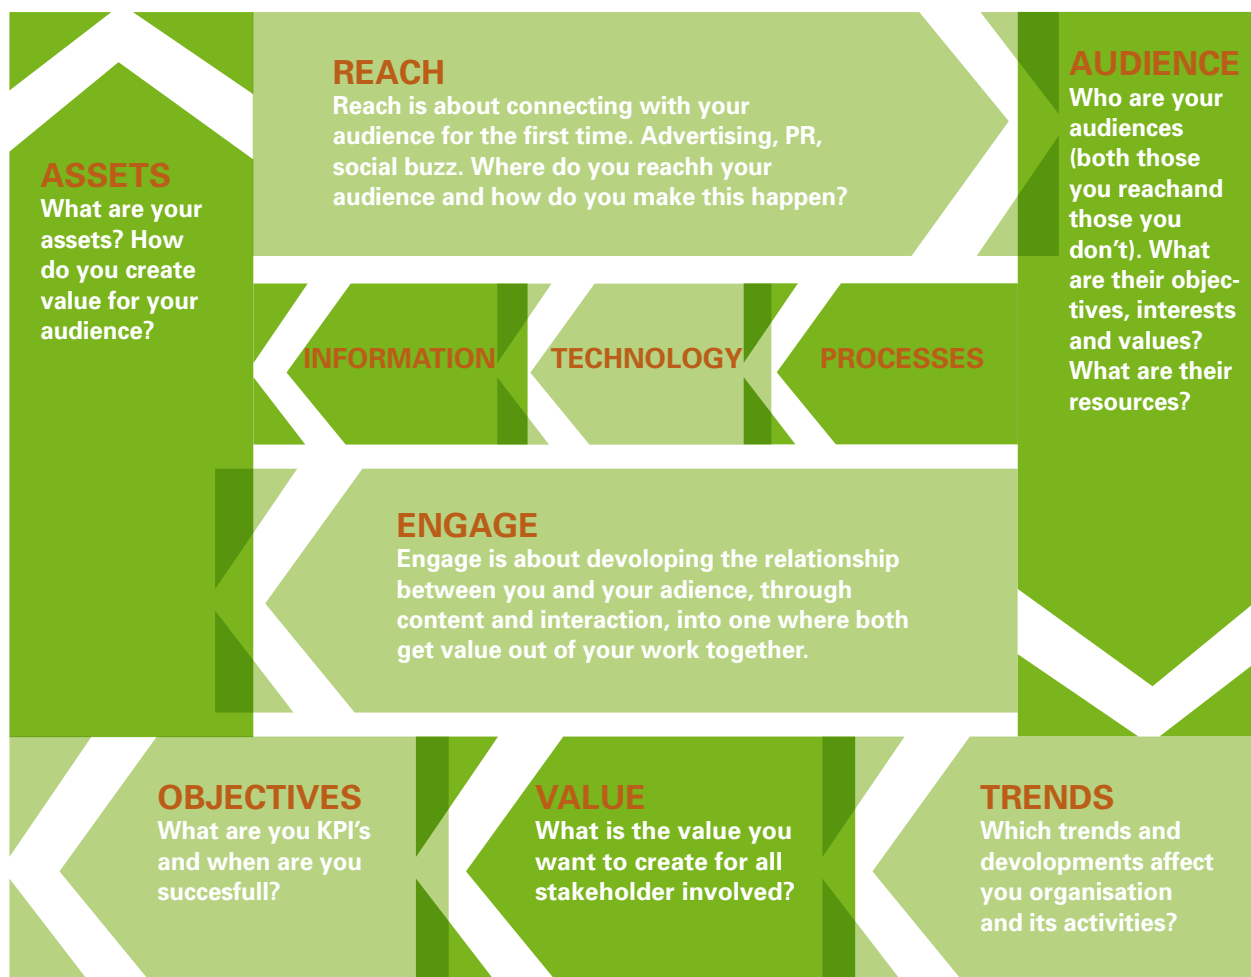 ASSETS
What are your
assets? How
do you create
value for your
audience?
REACH
Reach is about connecting with your
audience for the first time. Advertising, PR,
social buzz. Where do you reachh your
audience and how do you make this happen?
AUDIENCE
Who are your
audiences
(both those
you reachand
those you
don't). What
are their objec-
tives, interests
and values?
What are their
resources?
INFORMATION
TECHNOLOGY
PROCESSES
ENGAGE
Engage is about devoloping the relationship
between you and your adience, through
content and interaction, into one where both
get value out of your work together.
OBJECTIVES
What are you KPI's
and when are you
succesfull?
VALUE
What is the value you
want to create for all
stakeholder involved?
TRENDS
Which trends and
devolopments affect
you organisation
and its activities?